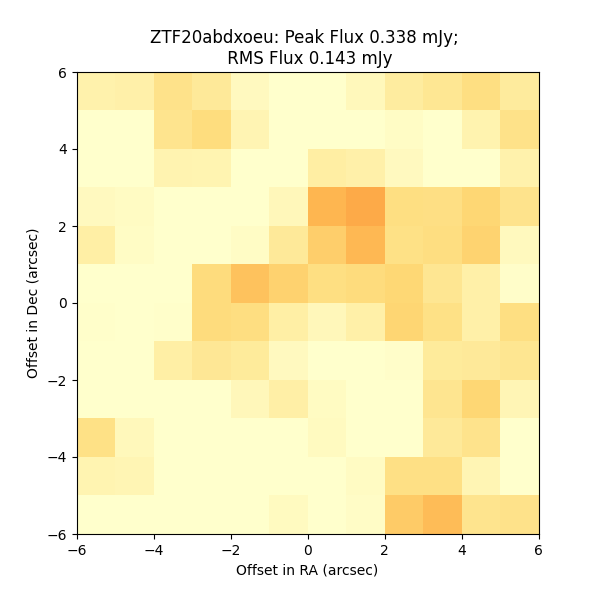 ZTF20abdxoeu: Peak Flux 0.338 mJy;
RMS Flux 0.143 mJy
6
4
2
0
−2
−4
−6
Offset in Dec (arcsec)
−6 −4 −2 0 2 4 6
Offset in RA (arcsec)